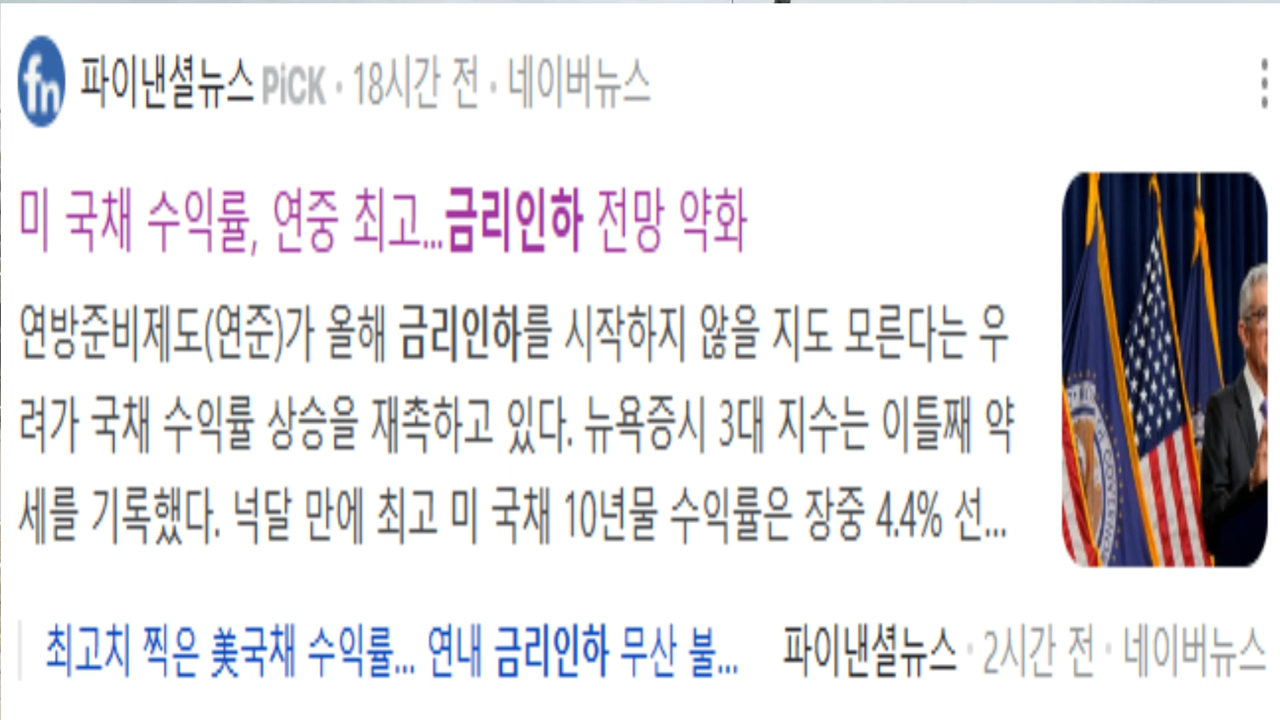 fn 파이낸셜뉴스 PiCK · 18시간 전 · 네이버뉴스
미 국채 수익률, 연중 최고...금리인하 전망 약화
연방준비제도(연준)가 올해 금리인하를 시작하지 않을 지도 모른다는 우
려가 국채 수익률 상승을 재촉하고 있다. 뉴욕증시 3대 지수는 이틀째 약
세를 기록했다. 넉달 만에 최고 미 국채 10년물 수익률은 장중 4.4% 선...
최고치 찍은 美국채 수익률... 연내 금리인하 무산 불... 파이낸셜뉴스 · 2시간 전 · 네이버뉴스